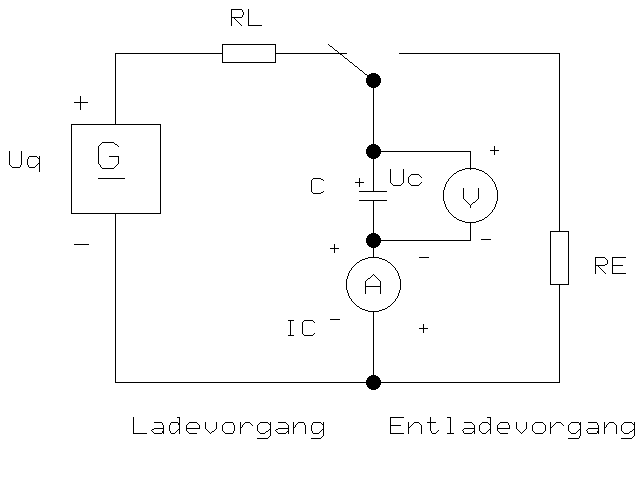 RL
+
Uq
G
−
C
+
Uc
+
V
−
+
−
A
IC
−
+
RE
Ladevorgang
Entladevorgang